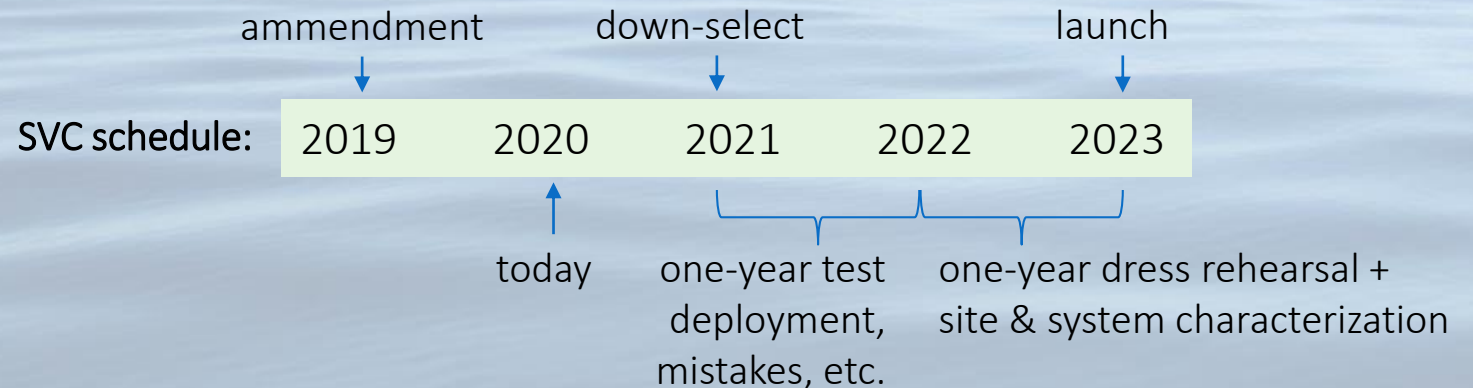 ammendment down-select launch
SVC schedule: 2019 2020 2021 2022 2023
today
one-year test
deployment,
mistakes, etc.
one-year dress rehearsal +
site & system characterization